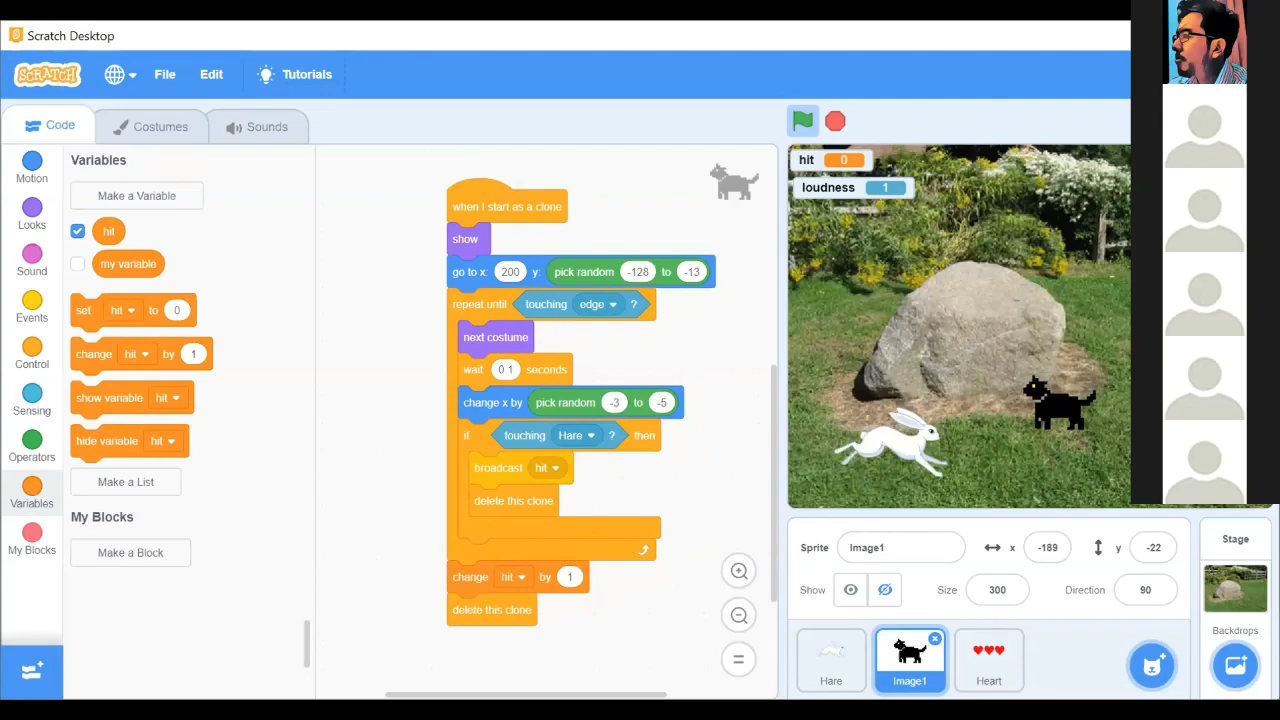 Scratch Desktop
SCRATCH
File
Edit
Tutorials
Code
Costumes
Sounds
Motion
Looks
Sound
Events
Control
Sensing
Operators
Variables
My Blocks
Variables
Make a Variable
hit
my variable
set hit to 0
change hit by 1
show variable hit
hide variable hit
Make a List
My Blocks
Make a Block
when I start as a clone
show
go to x: 200 y: pick random -128 to -13
repeat until touching edge ?
next costume
wait 0.1 seconds
change x by pick random -3 to -5
if touching Hare ? then
broadcast hit
delete this clone
change hit by 1
delete this clone
hit 0
loudness 1
Sprite Image1 x -189 y -22
Show Size 300 Direction 90
Hare
Image1
Heart
Stage
Backdrops